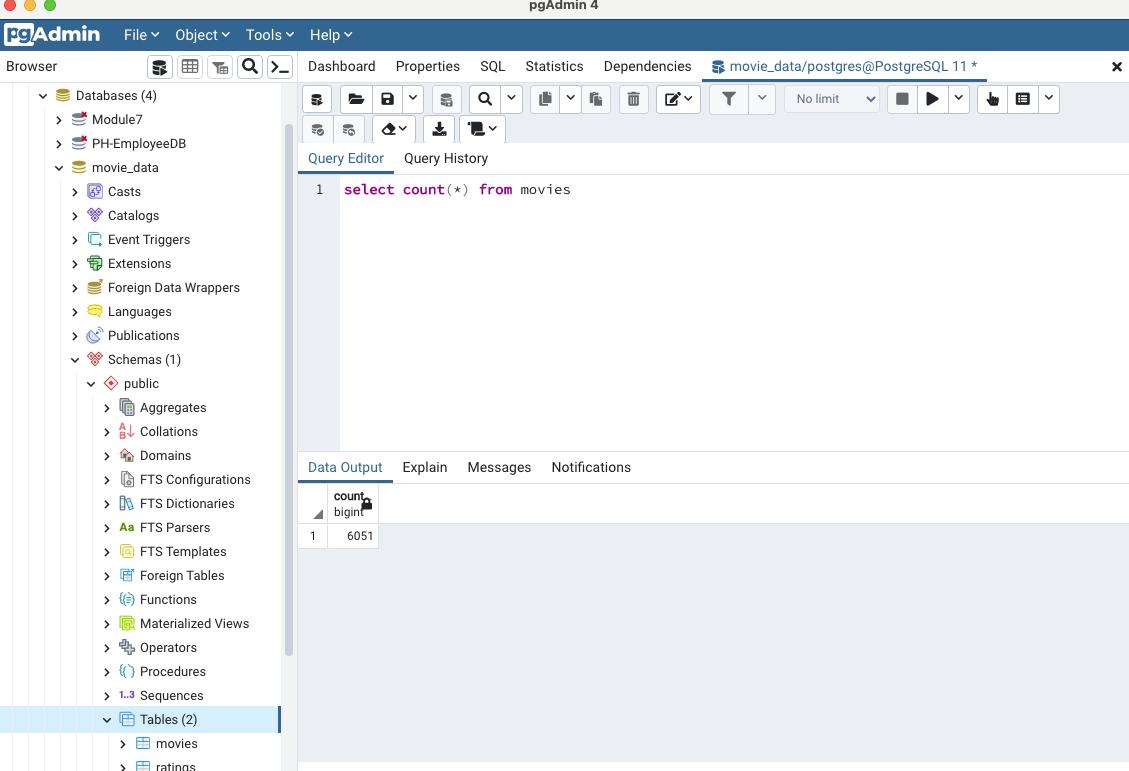 pgAdmin 4
pgAdmin File Object Tools Help
Browser
Dashboard Properties SQL Statistics Dependencies movie_data/postgres@PostgreSQL 11 *
No limit
Query Editor Query History
1 select count(*) from movies
Data Output Explain Messages Notifications
count
bigint
1 6051
Databases (4)
Module7
PH-EmployeeDB
movie_data
Casts
Catalogs
Event Triggers
Extensions
Foreign Data Wrappers
Languages
Publications
Schemas (1)
public
Aggregates
Collations
Domains
FTS Configurations
FTS Dictionaries
Aa FTS Parsers
FTS Templates
Foreign Tables
Functions
Materialized Views
Operators
Procedures
1..3 Sequences
Tables (2)
movies
ratings